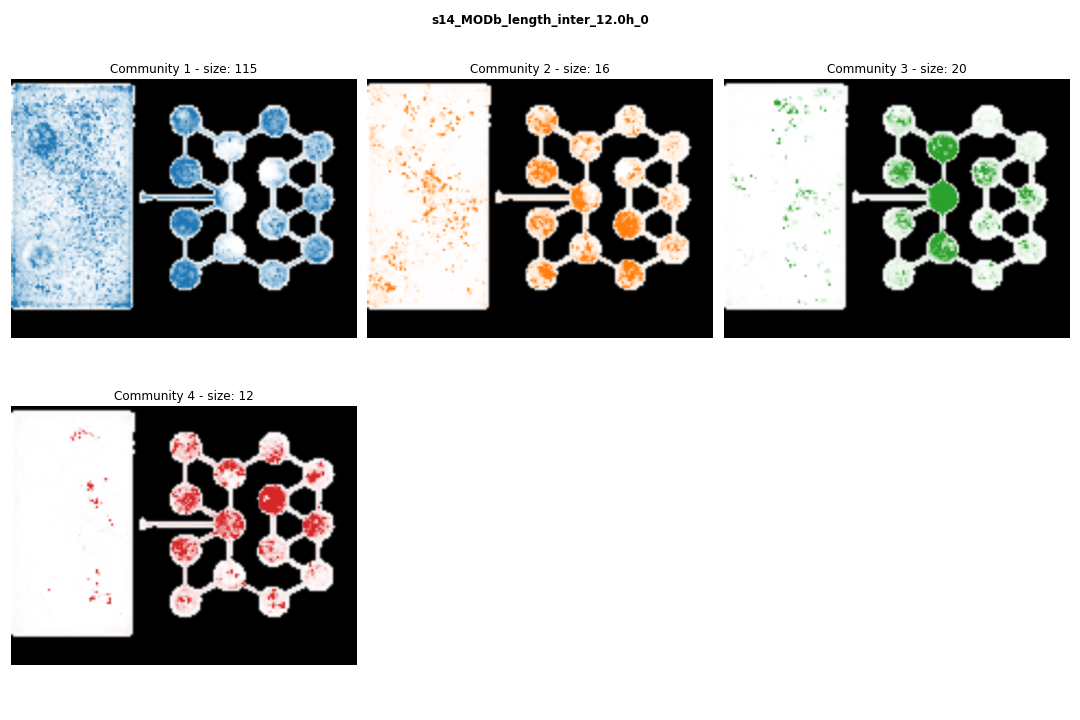 s14_MODb_length_inter_12.0h_0
Community 1 - size: 115
Community 2 - size: 16
Community 3 - size: 20
Community 4 - size: 12